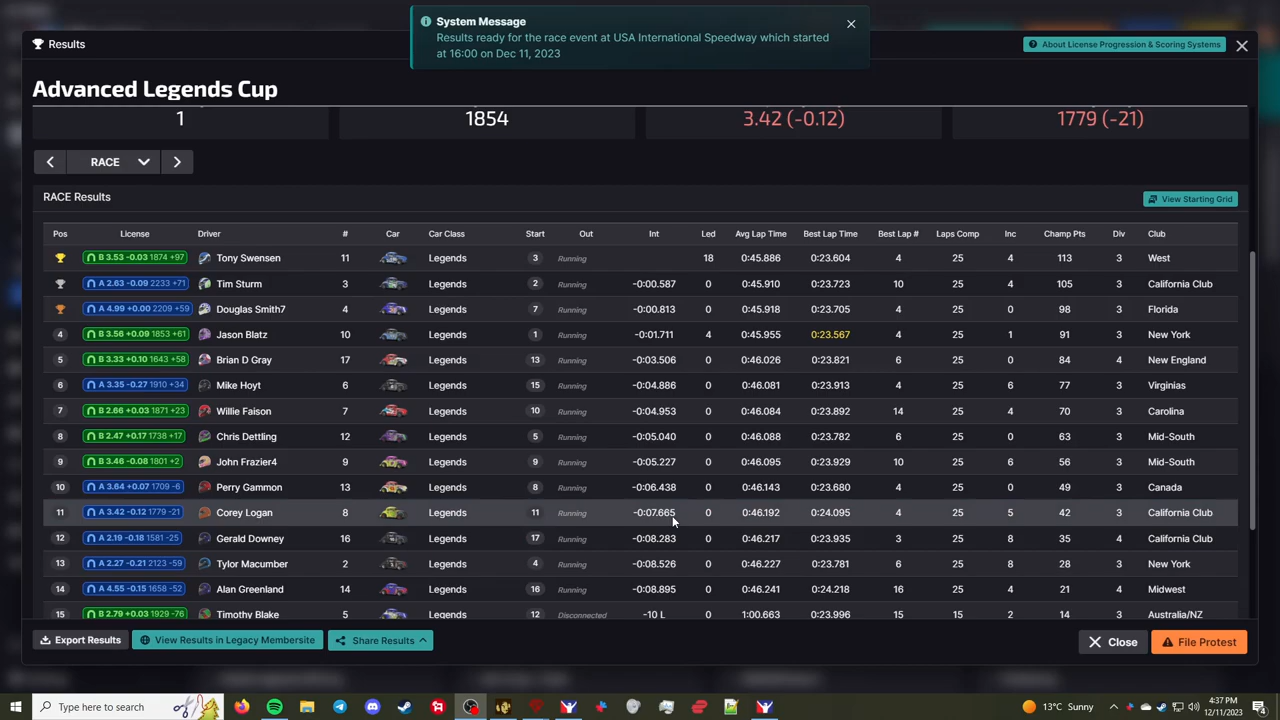 System Message
Results ready for the race event at USA International Speedway which started
at 16:00 on Dec 11, 2023
Results
About License Progression & Scoring Systems
Advanced Legends Cup
1 1854 3.42 (-0.12) 1779 (-21)
RACE
RACE Results
View Starting Grid
Pos License Driver # Car Car Class Start Out Int Led Avg Lap Time Best Lap Time Best Lap # Laps Comp Inc Champ Pts Div Club
B 3.53 -0.03 1874 +97 Tony Swensen 11 Legends 3 Running 18 0:45.886 0:23.604 4 25 4 113 3 West
A 2.63 -0.09 2233 +71 Tim Sturm 3 Legends 2 Running -0:00.587 0 0:45.910 0:23.723 10 25 4 105 3 California Club
A 4.99 +0.00 2209 +59 Douglas Smith7 4 Legends 7 Running -0:00.813 0 0:45.918 0:23.705 4 25 0 98 3 Florida
4 B 3.56 +0.09 1853 +61 Jason Blatz 10 Legends 1 Running -0:01.711 4 0:45.955 0:23.567 4 25 1 91 3 New York
5 B 3.33 +0.10 1643 +58 Brian D Gray 17 Legends 13 Running -0:03.506 0 0:46.026 0:23.821 6 25 0 84 4 New England
6 A 3.35 -0.27 1910 +34 Mike Hoyt 6 Legends 15 Running -0:04.886 0 0:46.081 0:23.913 4 25 6 77 3 Virginias
7 B 2.66 +0.03 1871 +23 Willie Faison 7 Legends 10 Running -0:04.953 0 0:46.084 0:23.892 14 25 4 70 3 Carolina
8 B 2.47 +0.17 1738 +17 Chris Dettling 12 Legends 5 Running -0:05.040 0 0:46.088 0:23.782 6 25 0 63 3 Mid-South
9 B 3.46 -0.08 1801 +2 John Frazier4 9 Legends 9 Running -0:05.227 0 0:46.095 0:23.929 10 25 6 56 3 Mid-South
10 A 3.64 +0.07 1709 -6 Perry Gammon 13 Legends 8 Running -0:06.438 0 0:46.143 0:23.680 4 25 0 49 3 Canada
11 A 3.42 -0.12 1779 -21 Corey Logan 8 Legends 11 Running -0:07.665 0 0:46.192 0:24.095 4 25 5 42 3 California Club
12 A 2.19 -0.18 1581 -25 Gerald Downey 16 Legends 17 Running -0:08.283 0 0:46.217 0:23.935 3 25 8 35 4 California Club
13 A 2.27 -0.21 2123 -59 Tylor Macumber 2 Legends 4 Running -0:08.526 0 0:46.227 0:23.781 6 25 8 28 3 New York
14 A 4.55 -0.15 1658 -52 Alan Greenland 14 Legends 16 Running -0:08.895 0 0:46.241 0:24.218 16 25 4 21 4 Midwest
15 B 2.79 +0.03 1929 -76 Timothy Blake 5 Legends 12 Disconnected -10 L 0 1:00.663 0:23.996 15 15 2 14 3 Australia/NZ
Export Results
View Results in Legacy Membersite
Share Results
Close
File Protest
Type here to search
13°C Sunny
4:37 PM
12/11/2023